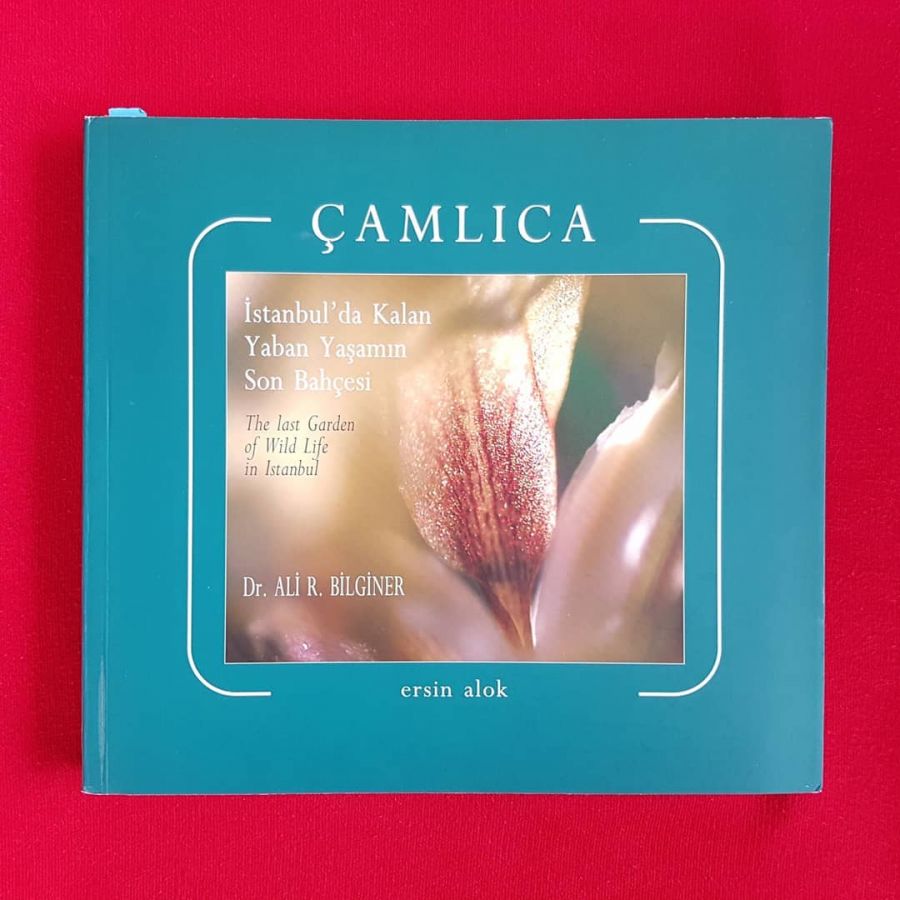 ÇAMLICA
İstanbul'da Kalan
Yaban Yaşamın
Son Bahçesi
The last Garden
of Wild Life
in Istanbul
Dr. ALİ R. BİLGİNER
ersin alok